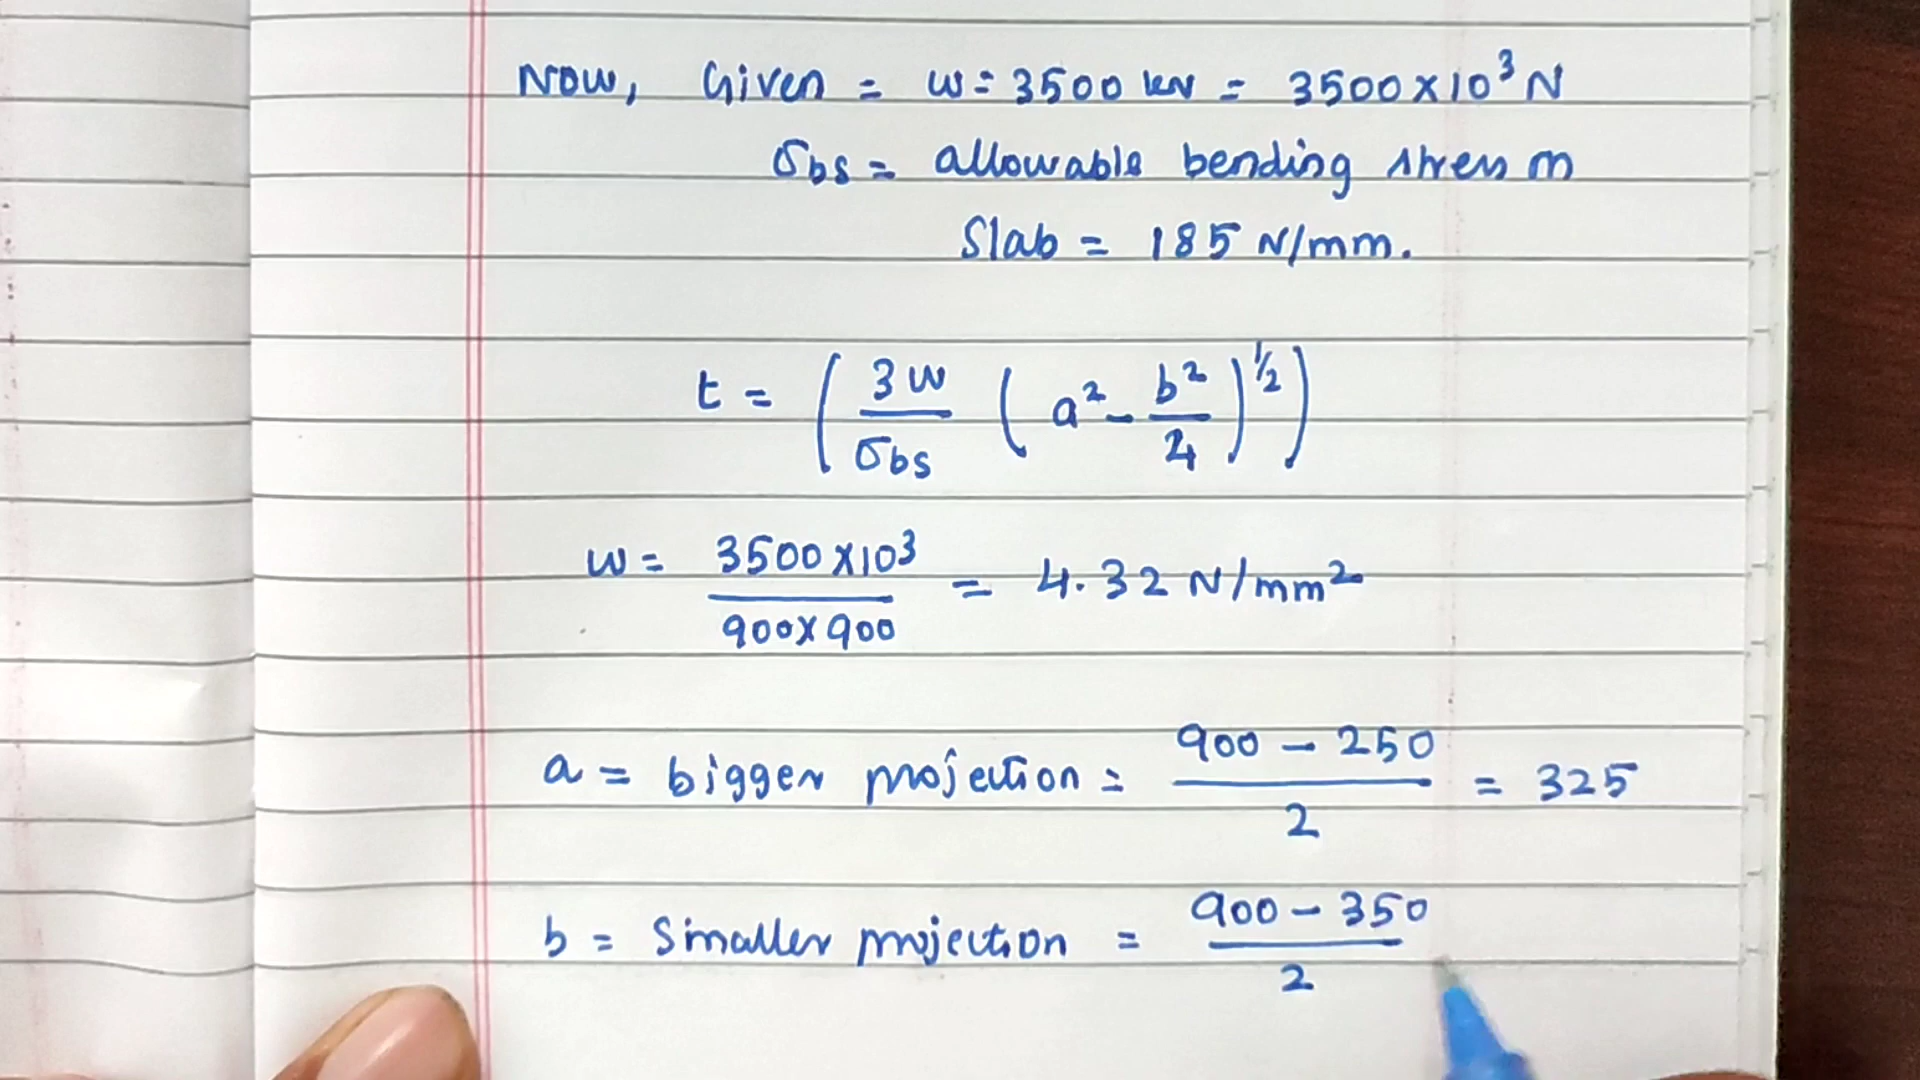 Now, Given = w = 3500 kN = 3500 × 10³ N
σbs = allowable bending stress in
Slab = 185 N/mm.
t = ( 3w / σbs ( a² - b² / 4 )^½ )
w = 3500 × 10³ / 900 × 900 = 4.32 N/mm²
a = bigger projection = 900 - 250 / 2 = 325
b = smaller projection = 900 - 350 / 2